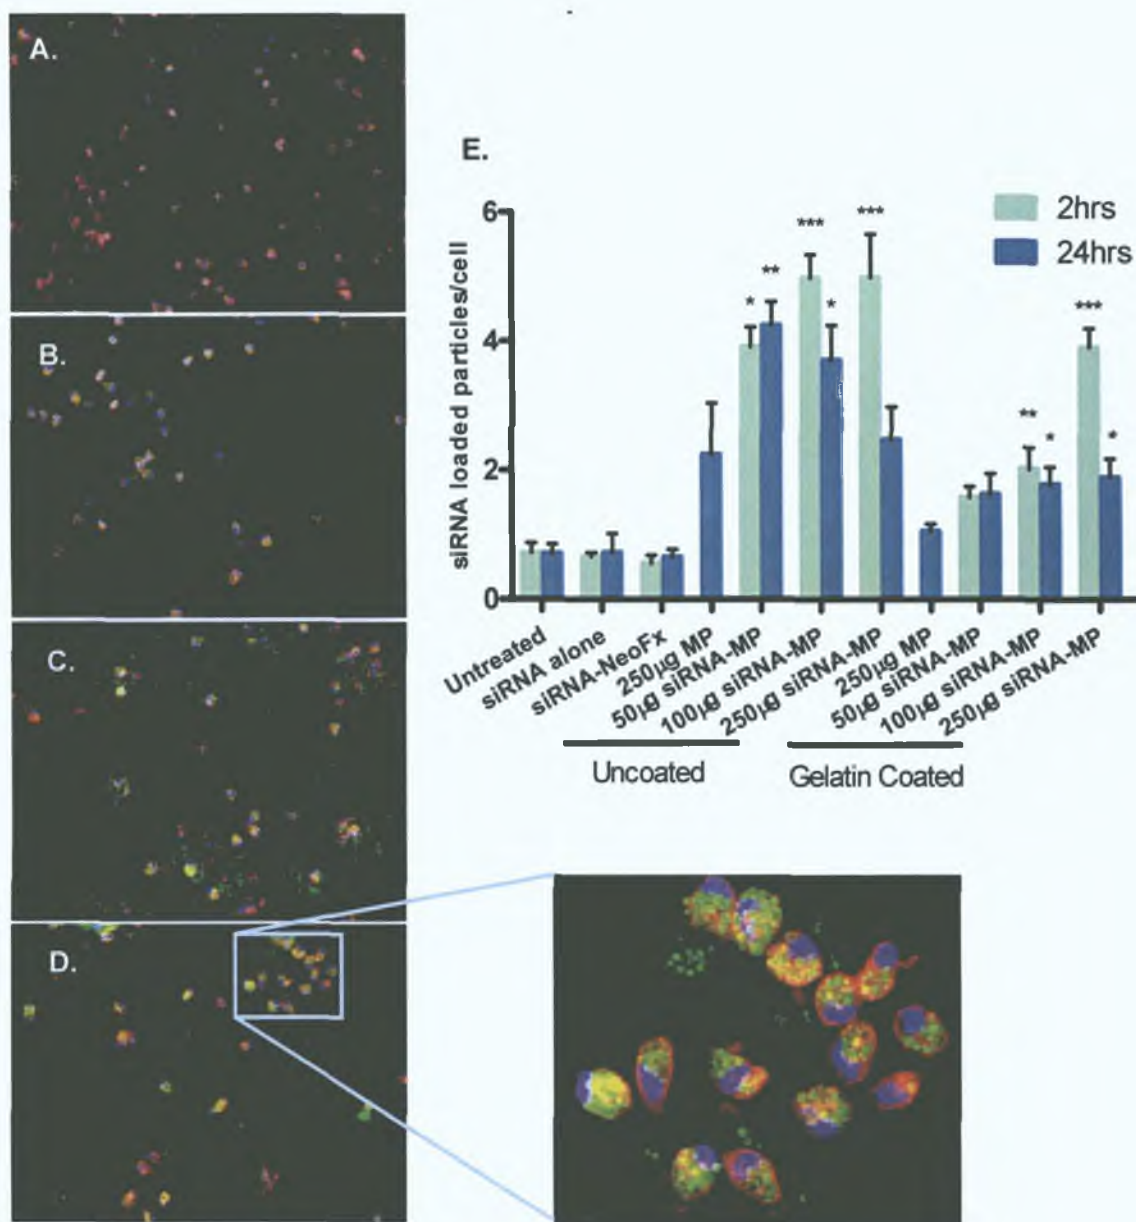 A.
B.
C.
D.
E.
2hrs
24hrs
*** *** ** * * *** ** * *
siRNA loaded particles/cell
6
4
2
0
Untreated
siRNA alone
siRNA-NeoFx
250µg MP
50µg siRNA-MP
100µg siRNA-MP
250µg siRNA-MP
250µg MP
50µg siRNA-MP
100µg siRNA-MP
250µg siRNA-MP
Uncoated
Gelatin Coated